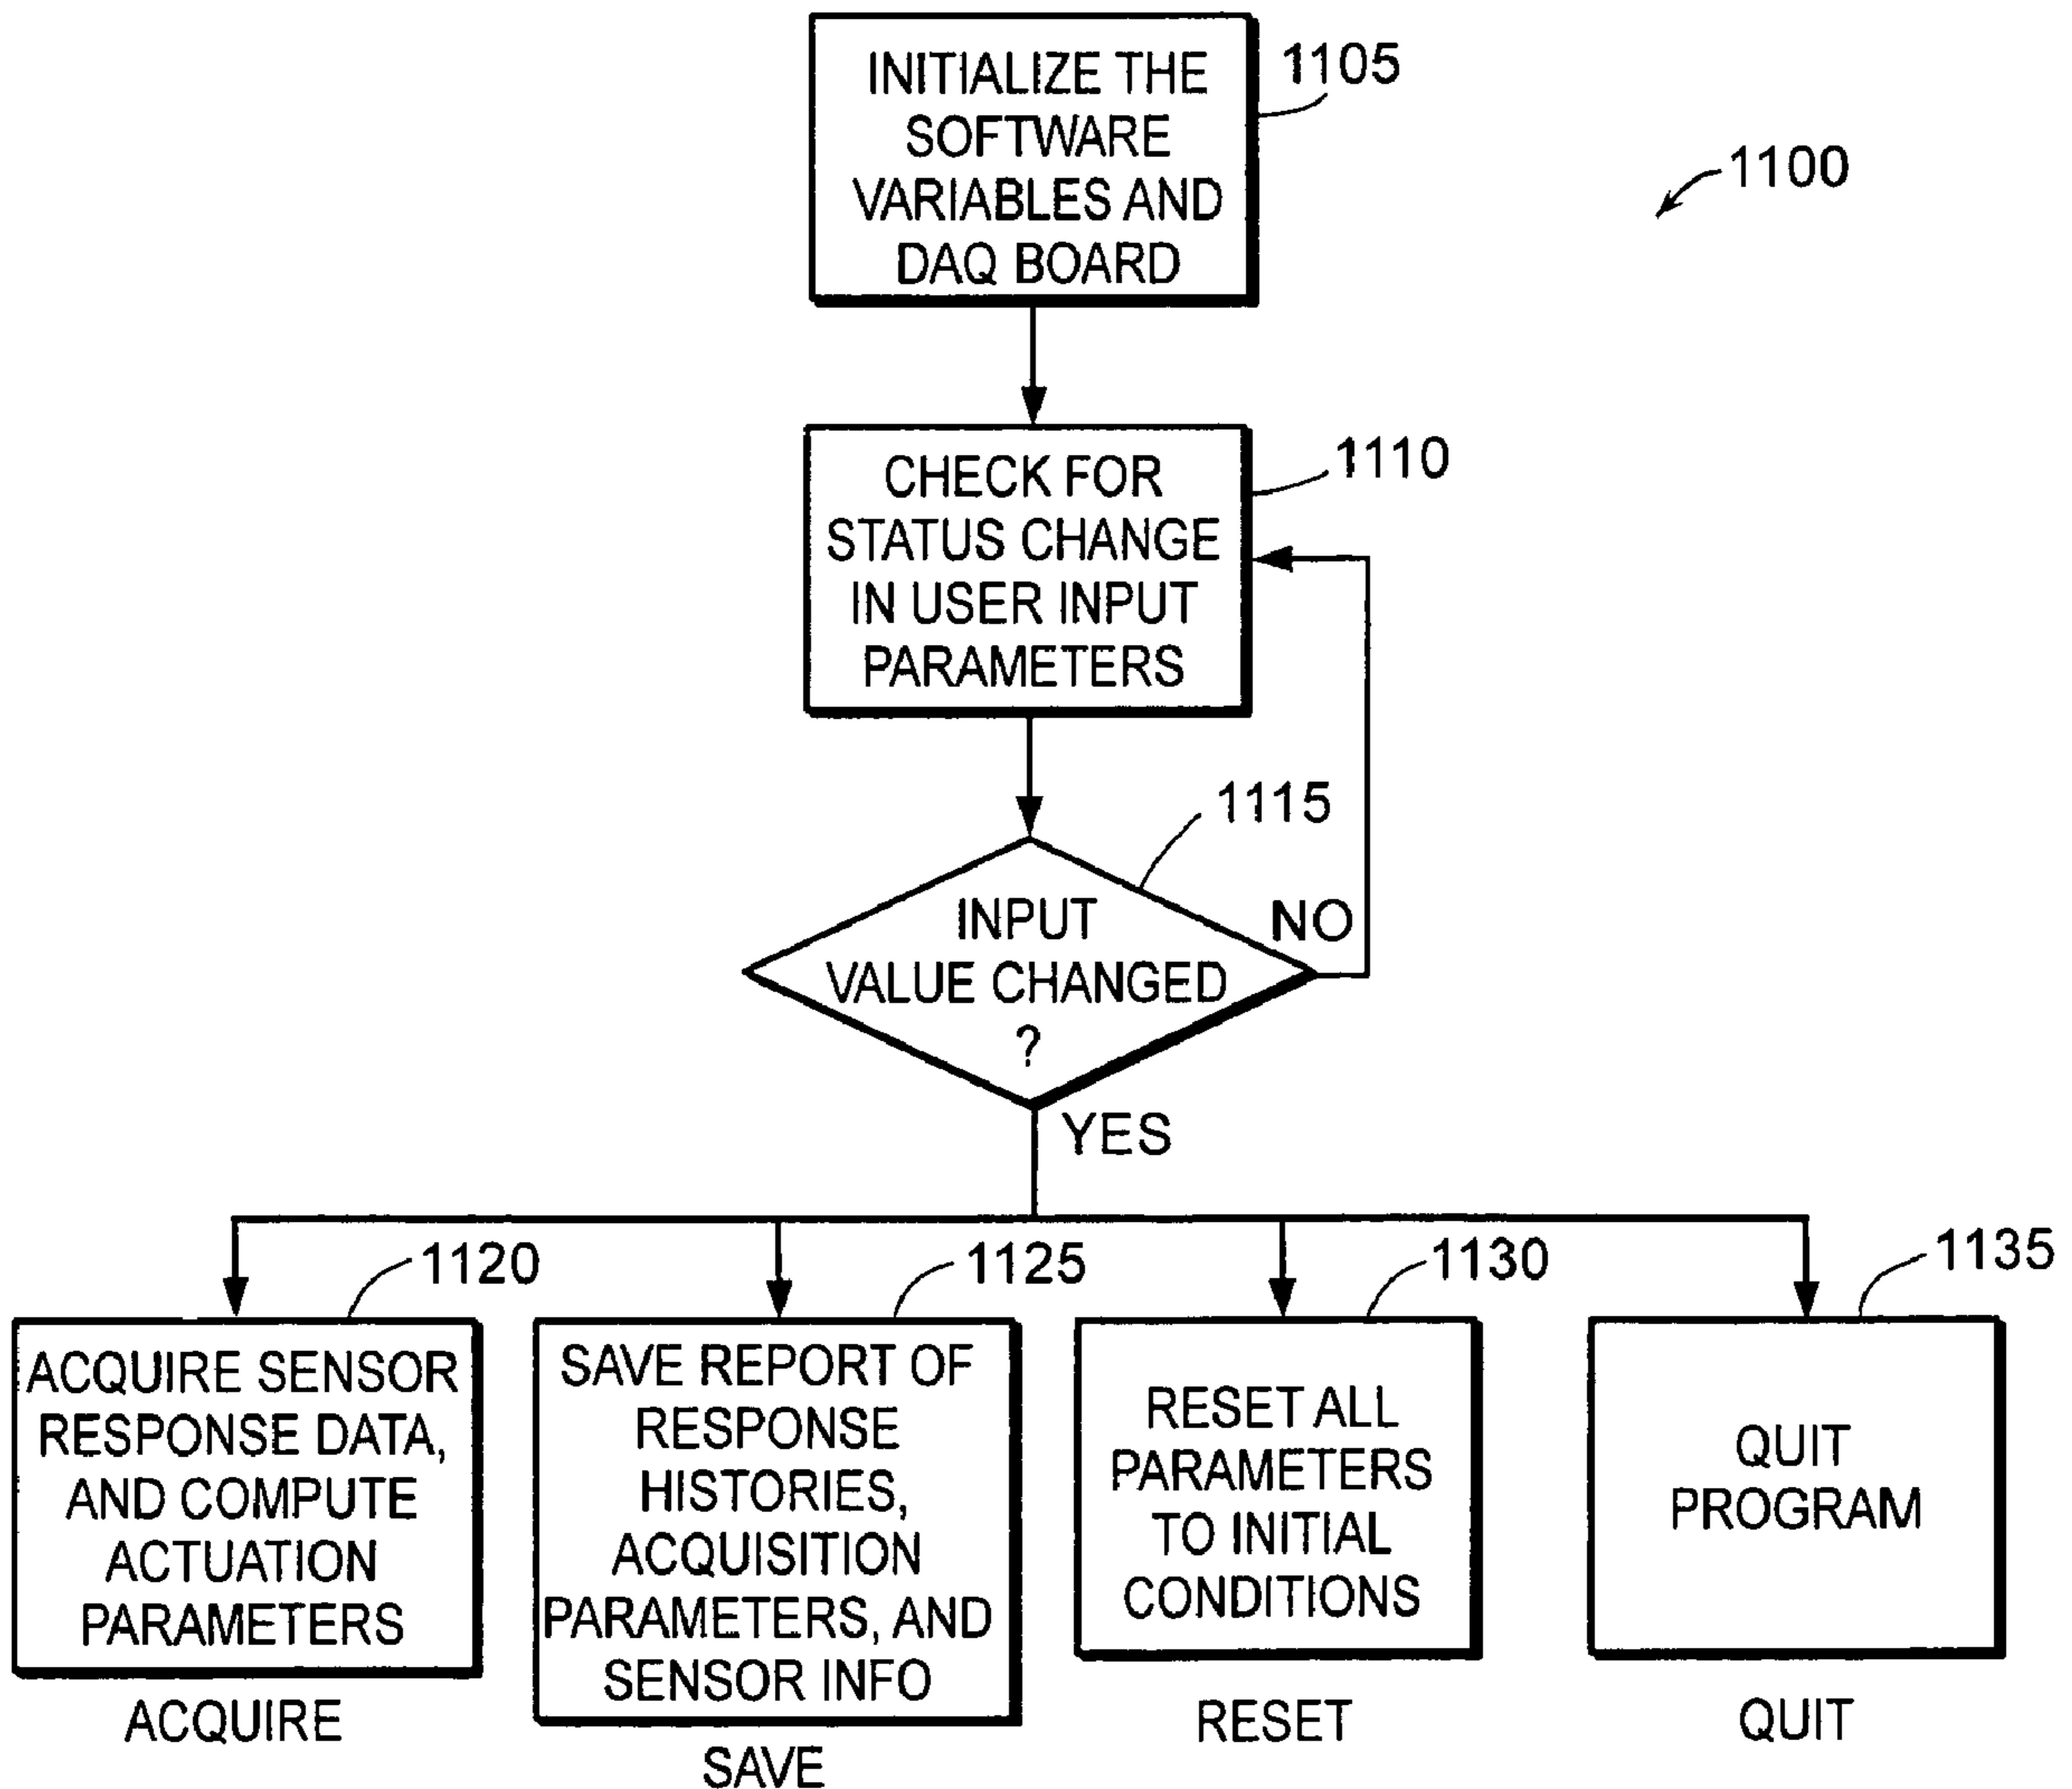 INITIALIZE THE
SOFTWARE
VARIABLES AND
DAQ BOARD
1105
1100
CHECK FOR
STATUS CHANGE
IN USER INPUT
PARAMETERS
1110
1115
INPUT
VALUE CHANGED
?
NO
YES
1120
ACQUIRE SENSOR
RESPONSE DATA,
AND COMPUTE
ACTUATION
PARAMETERS
ACQUIRE
1125
SAVE REPORT OF
RESPONSE
HISTORIES,
ACQUISITION
PARAMETERS, AND
SENSOR INFO
SAVE
1130
RESET ALL
PARAMETERS
TO INITIAL
CONDITIONS
RESET
1135
QUIT
PROGRAM
QUIT